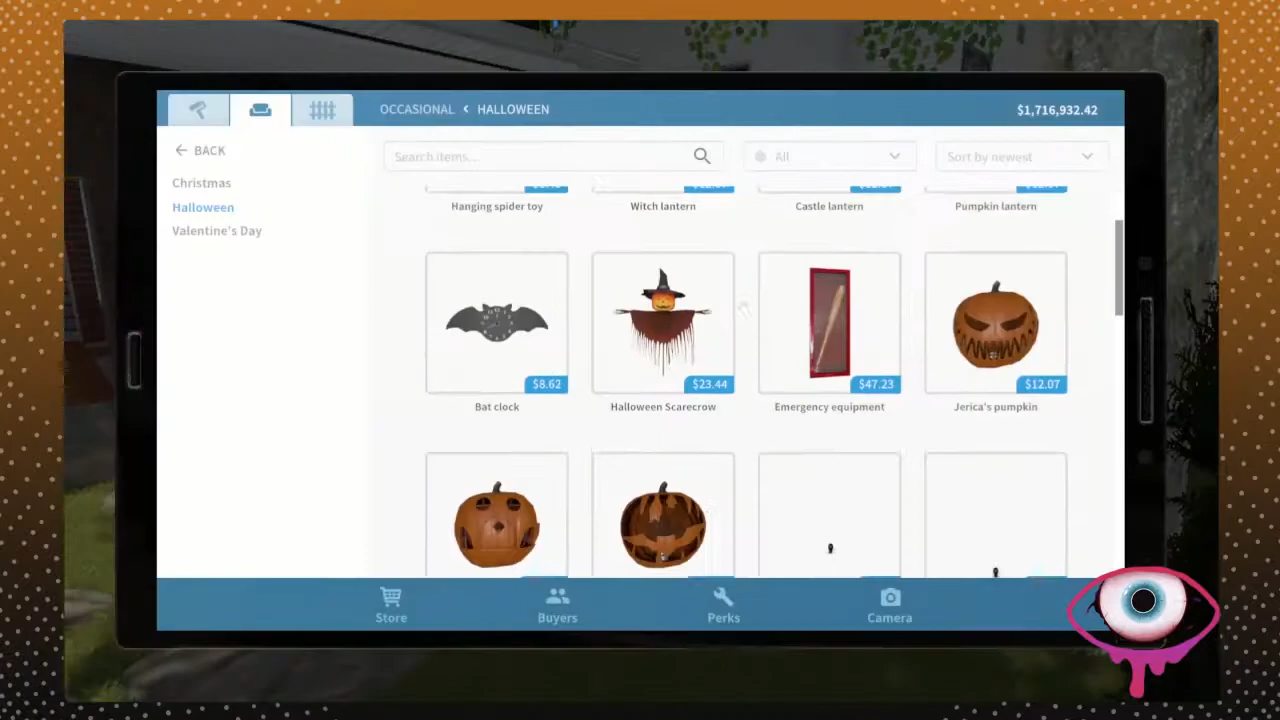 OCCASIONAL < HALLOWEEN
$1,716,932.42
BACK
Search items...
All
Sort by newest
Christmas
Halloween
Valentine's Day
Hanging spider toy
Witch lantern
Castle lantern
Pumpkin lantern
$8.62
$23.44
$47.23
$12.07
Bat clock
Halloween Scarecrow
Emergency equipment
Jerica's pumpkin
Store
Buyers
Perks
Camera